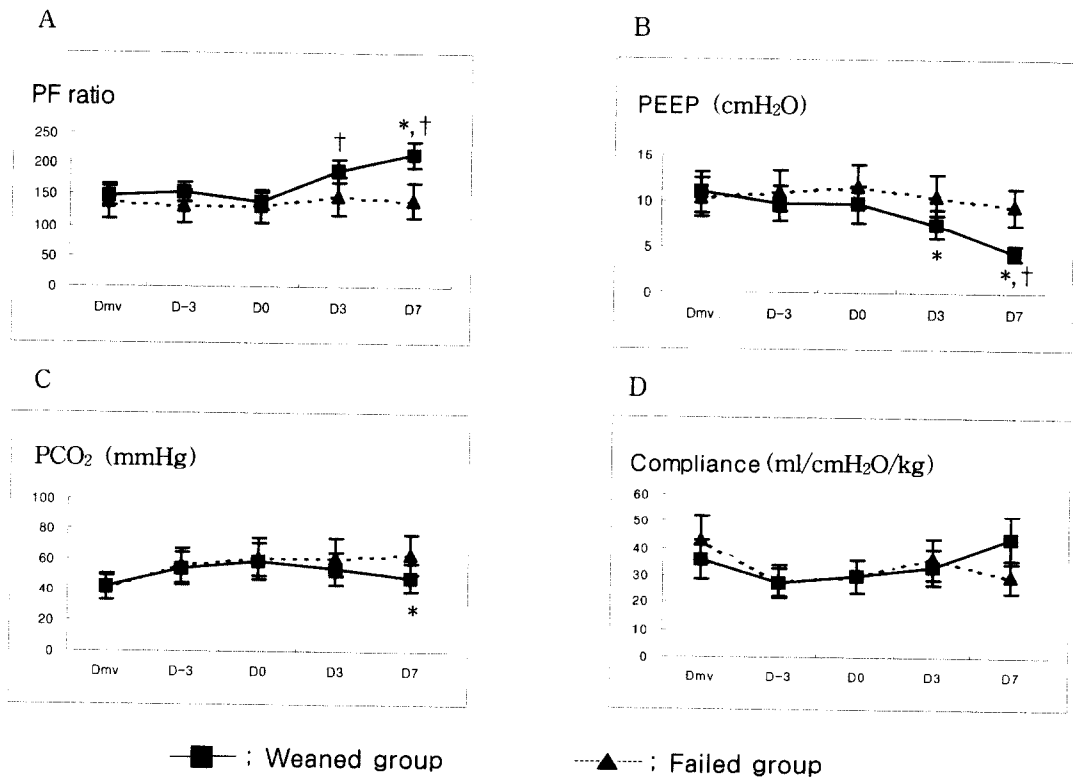 A
PF ratio
250
200
150
100
50
0
*, †
†
Dmv D-3 D0 D3 D7
B
PEEP (cmH₂O)
15
10
5
0
*
*, †
Dmv D-3 D0 D3 D7
C
PCO₂ (mmHg)
100
80
60
40
20
0
*
Dmv D-3 D0 D3 D7
D
Compliance (ml/cmH₂O/kg)
60
50
40
30
20
10
0
Dmv D-3 D0 D3 D7
; Weaned group
; Failed group